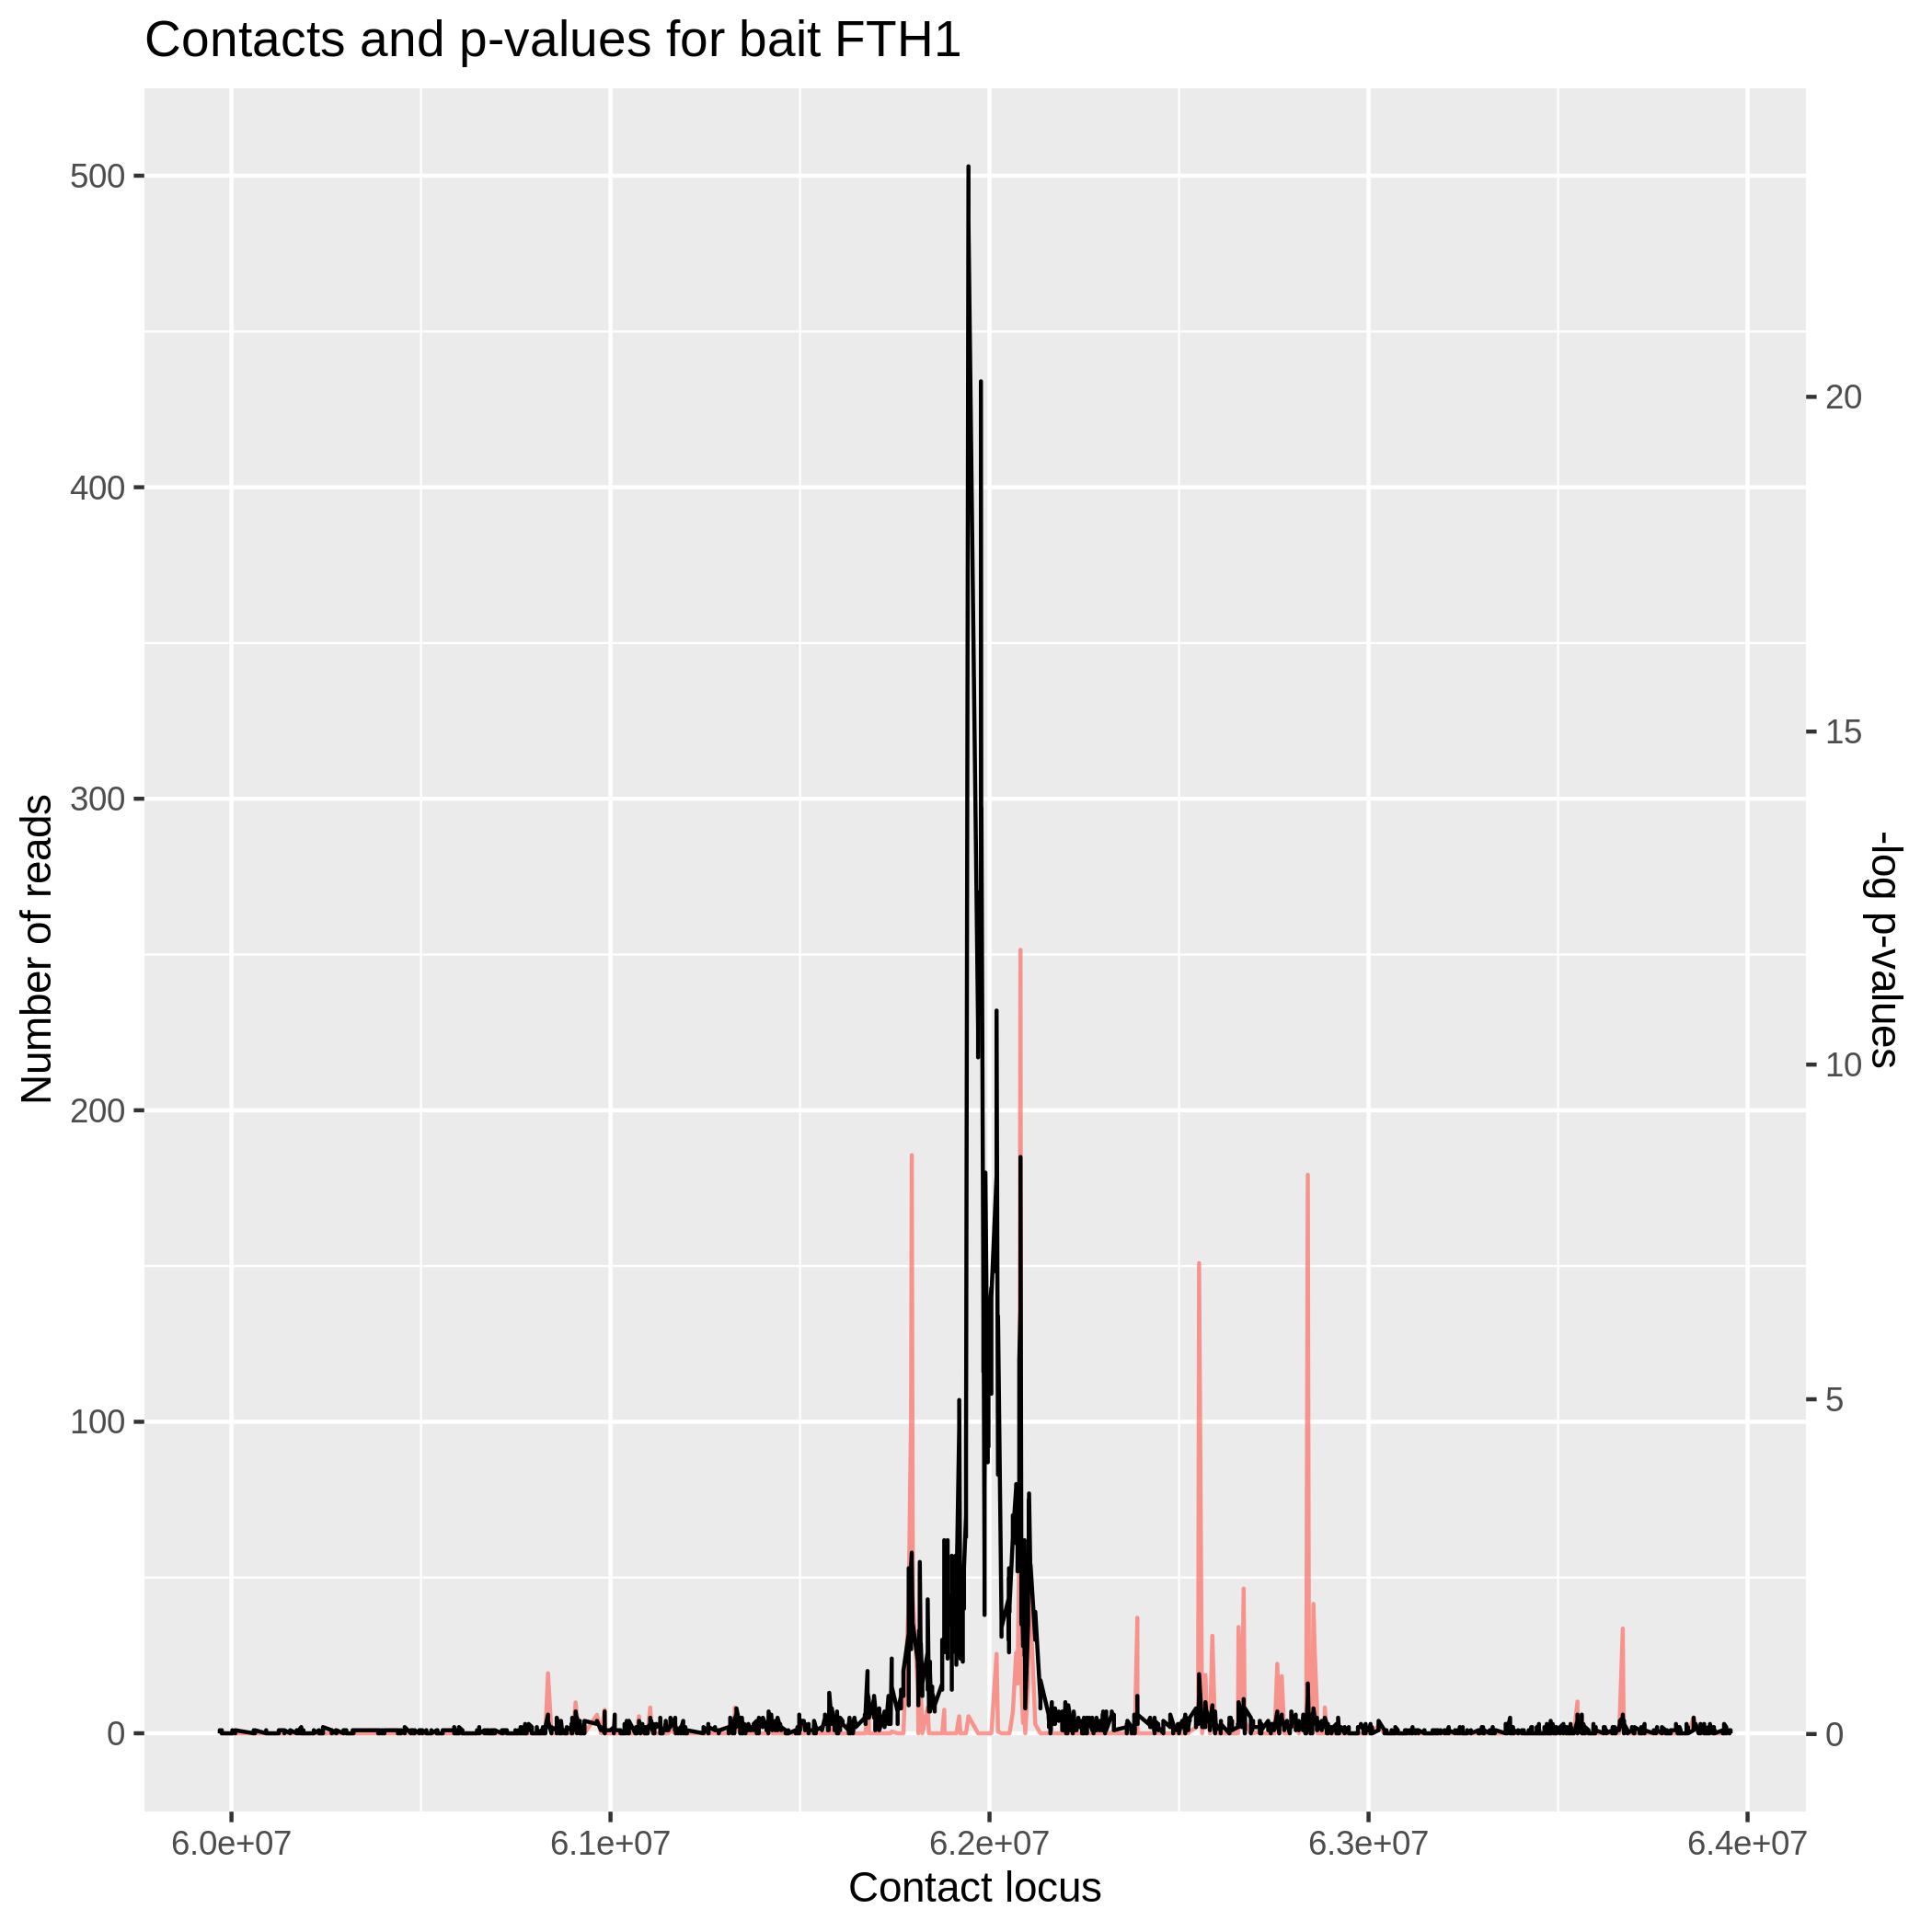 Contacts and p-values for bait FTH1
500
400
300
200
100
0
Number of reads
20
15
10
5
0
-log p-values
6.0e+07
6.1e+07
6.2e+07
6.3e+07
6.4e+07
Contact locus